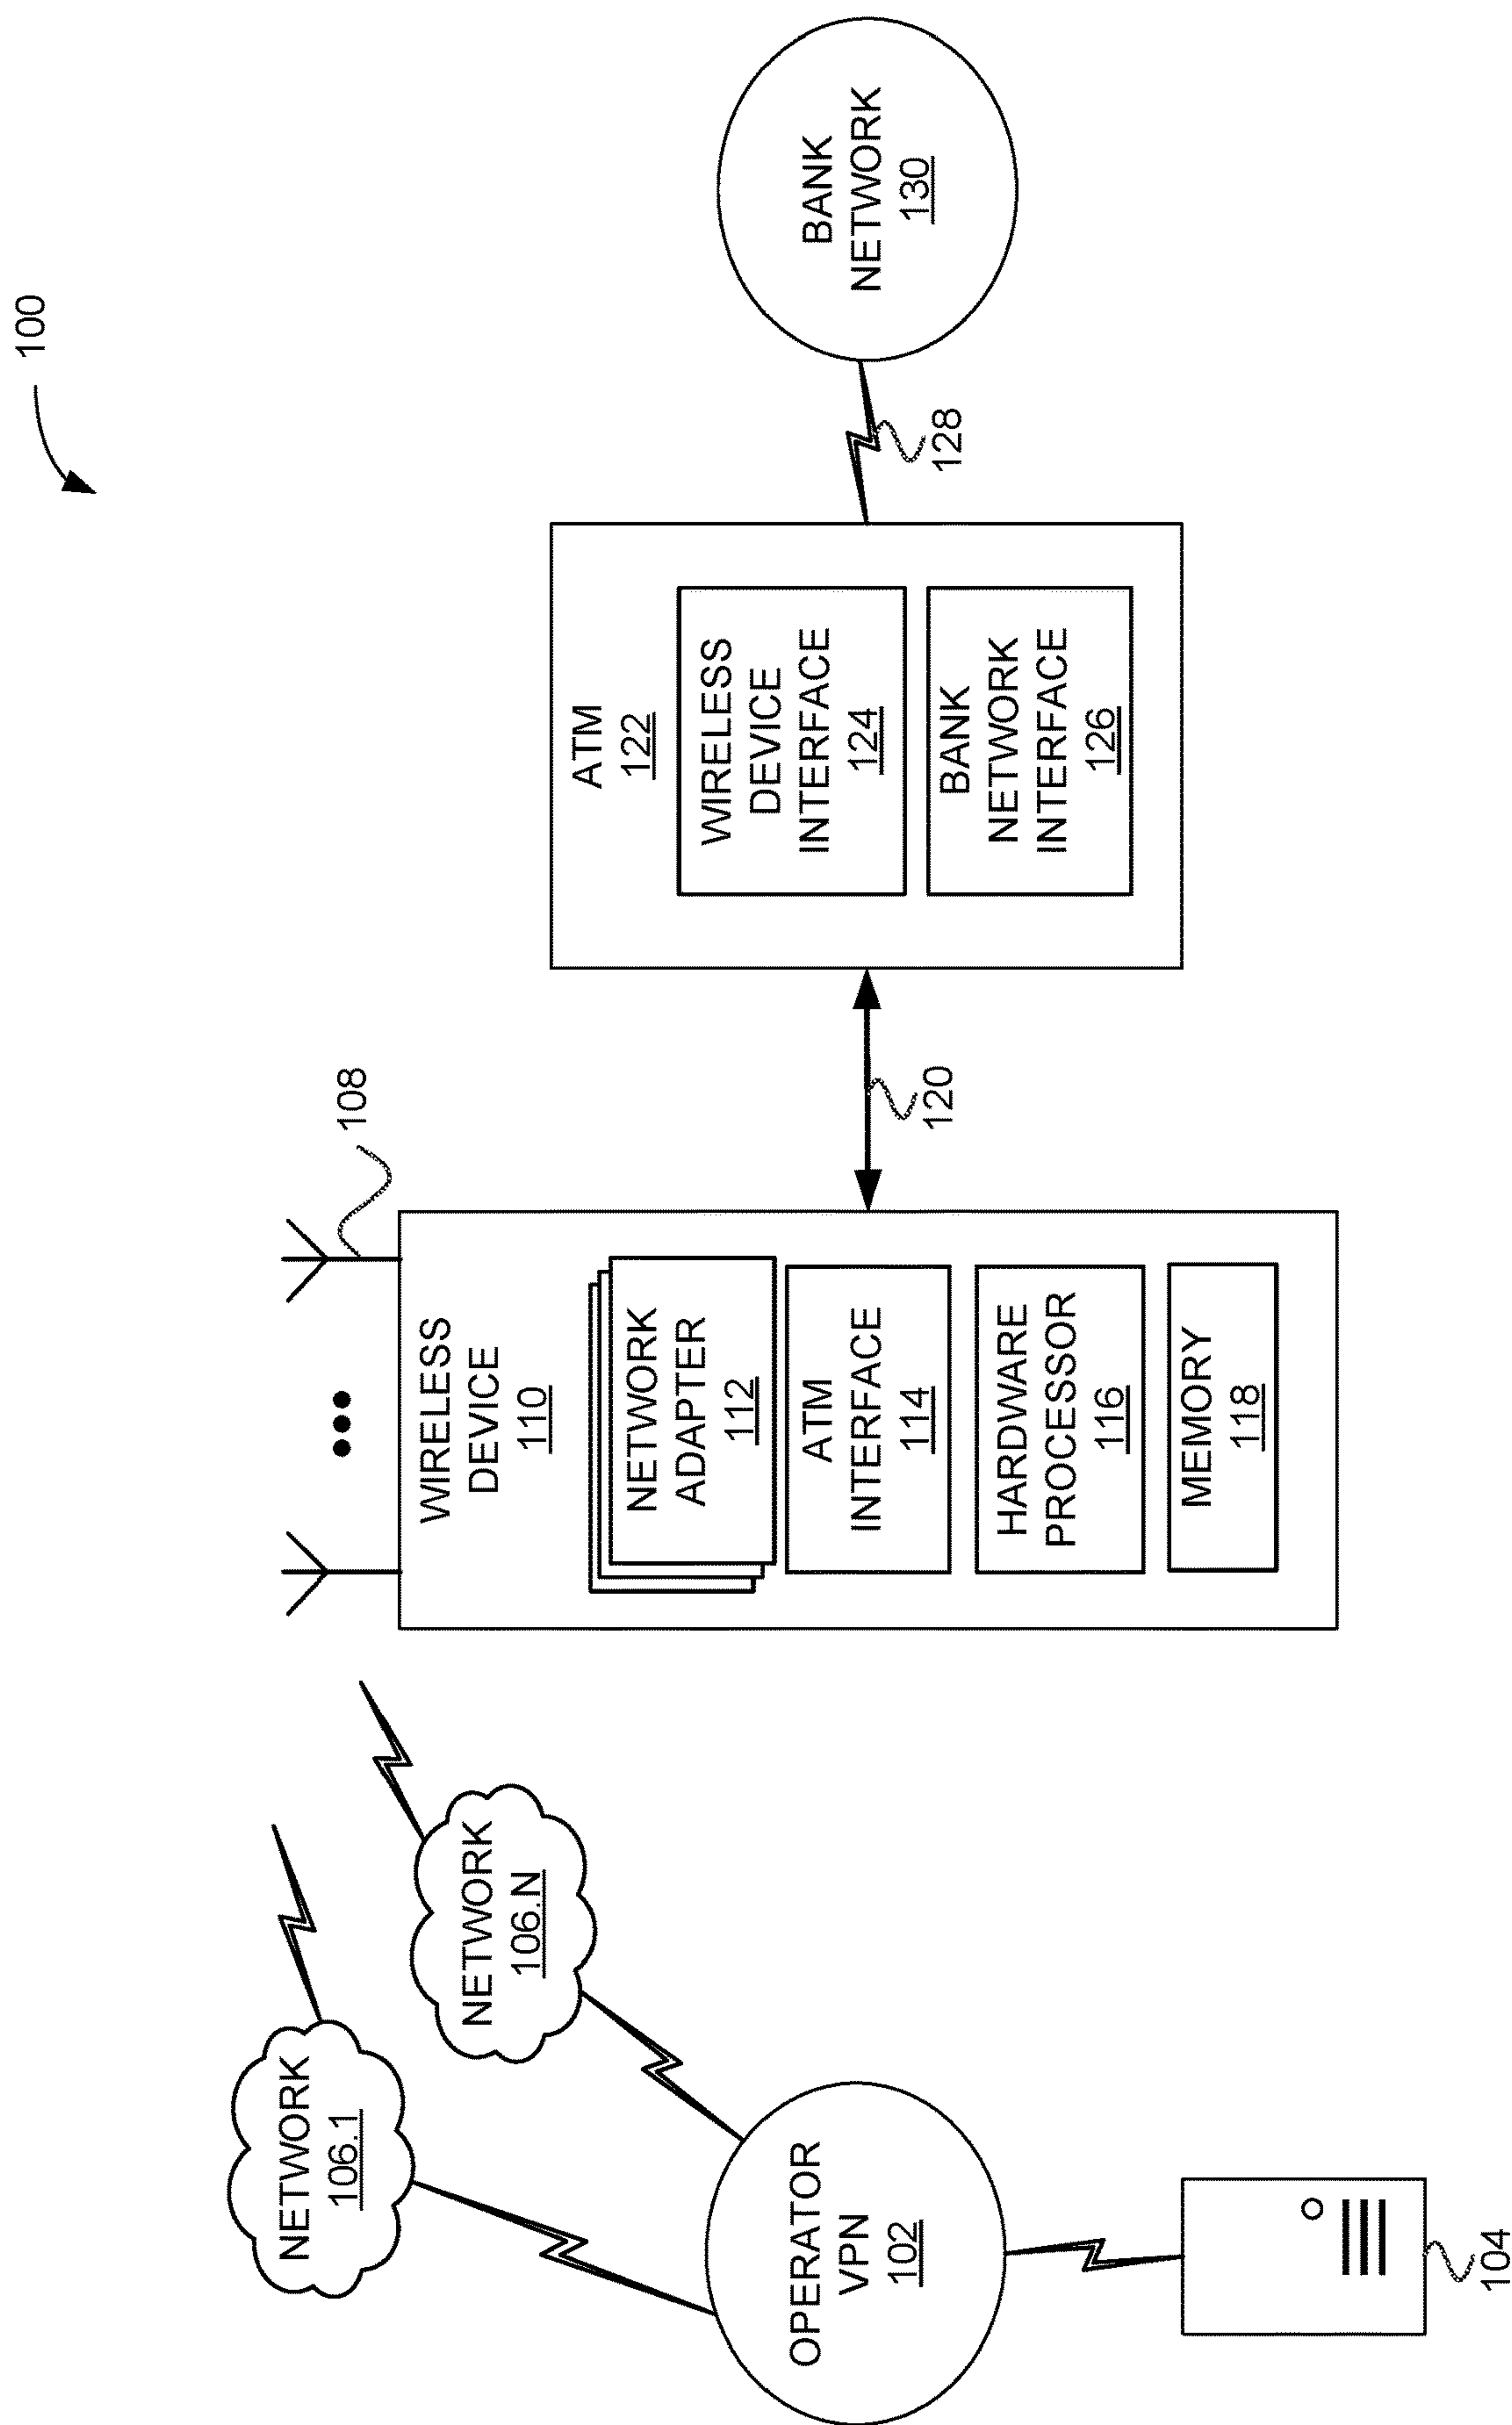 100
NETWORK
106.1
NETWORK
106.N
OPERATOR
VPN
102
104
108
WIRELESS
DEVICE
110
NETWORK
ADAPTER
112
ATM
INTERFACE
114
HARDWARE
PROCESSOR
116
MEMORY
118
120
ATM
122
WIRELESS
DEVICE
INTERFACE
124
BANK
NETWORK
INTERFACE
126
128
BANK
NETWORK
130